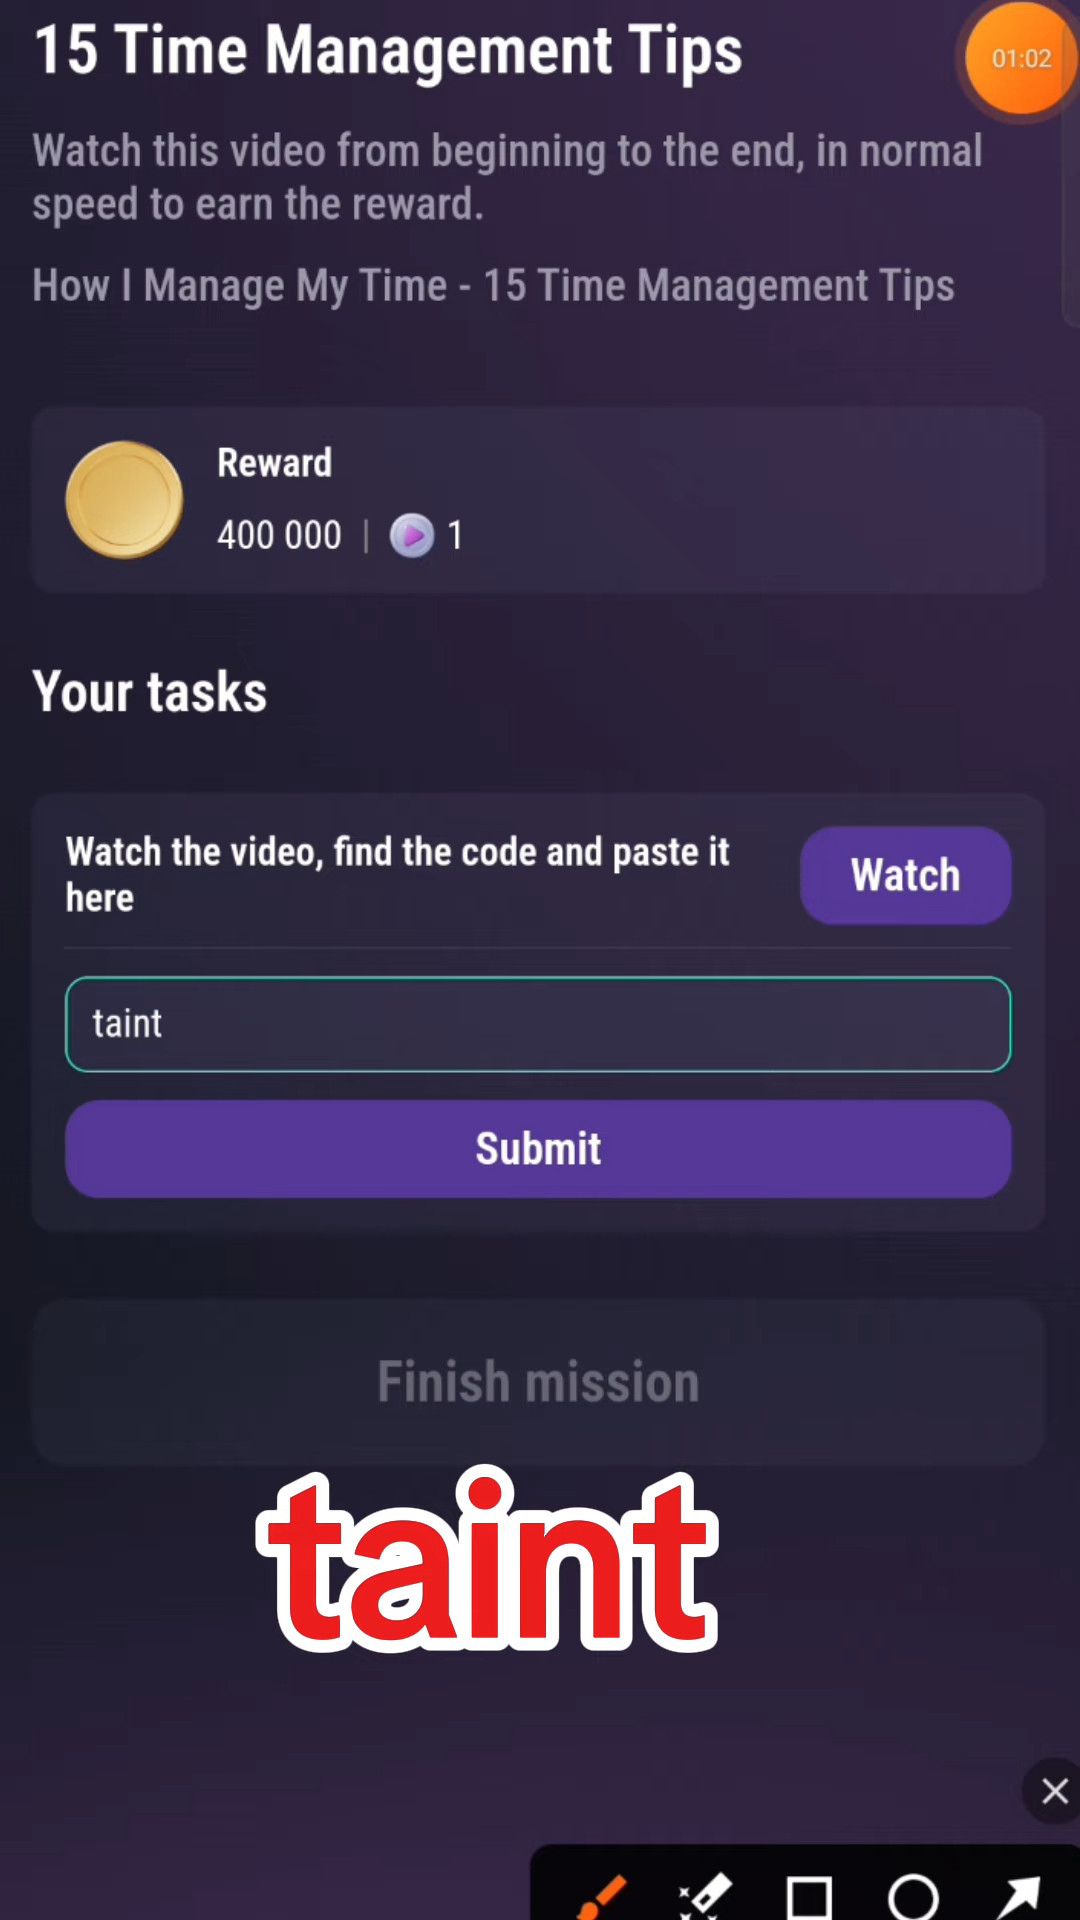 15 Time Management Tips
01:02
Watch this video from beginning to the end, in normal
speed to earn the reward.
How I Manage My Time - 15 Time Management Tips
Reward
400 000 | 1
Your tasks
Watch the video, find the code and paste it
here
Watch
taint
Submit
Finish mission
taint